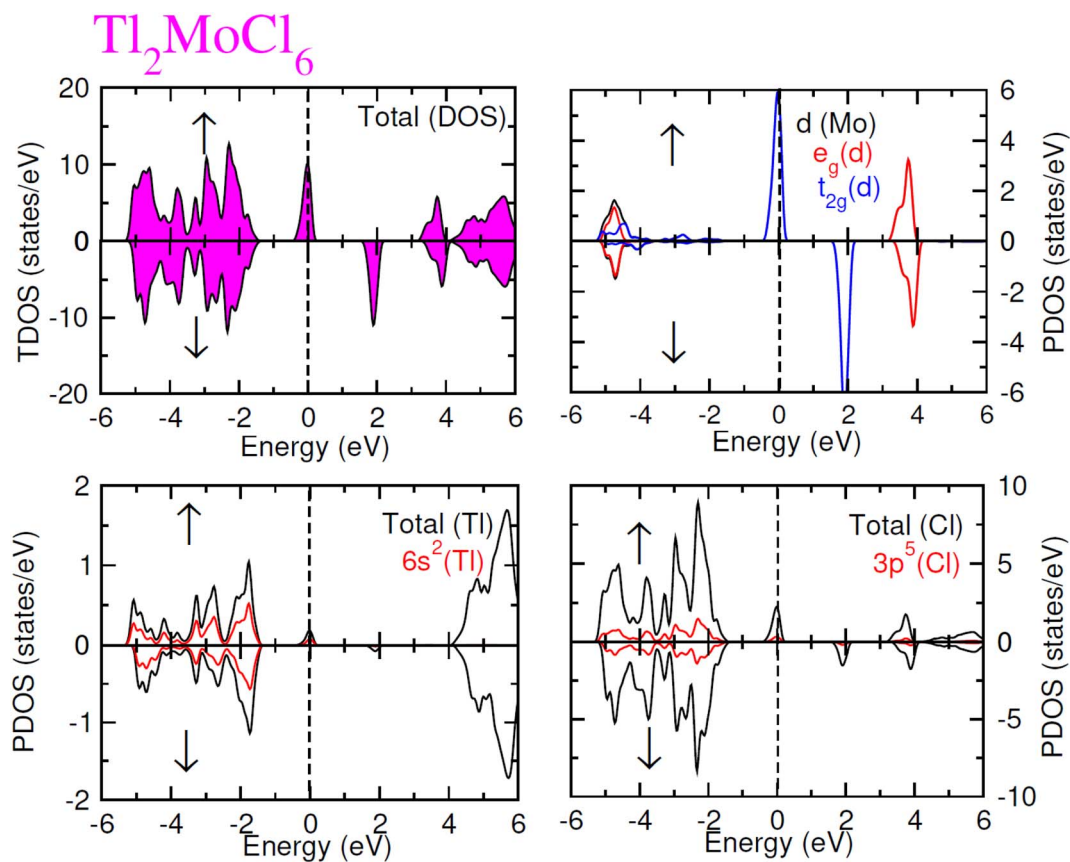 Tl2MoCl6
Total (DOS)
↑
↓
20
10
0
-10
-20
TDOS (states/eV)
-6 -4 -2 0 2 4 6
Energy (eV)
d (Mo)
eg(d)
t2g(d)
↑
↓
6
4
2
0
-2
-4
-6
PDOS (states/eV)
-6 -4 -2 0 2 4 6
Energy (eV)
Total (Tl)
6s2(Tl)
↑
↓
2
1
0
-1
-2
PDOS (states/eV)
-6 -4 -2 0 2 4 6
Energy (eV)
Total (Cl)
3p5(Cl)
↑
↓
10
5
0
-5
-10
PDOS (states/eV)
-6 -4 -2 0 2 4 6
Energy (eV)